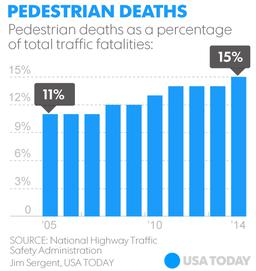 PEDESTRIAN DEATHS
Pedestrian deaths as a percentage
of total traffic fatalities:
15%
15%
11%
12%
9%
6%
3%
0
'05
'10
'14
SOURCE: National Highway Traffic
Safety Administration
Jim Sergent, USA TODAY
USA TODAY